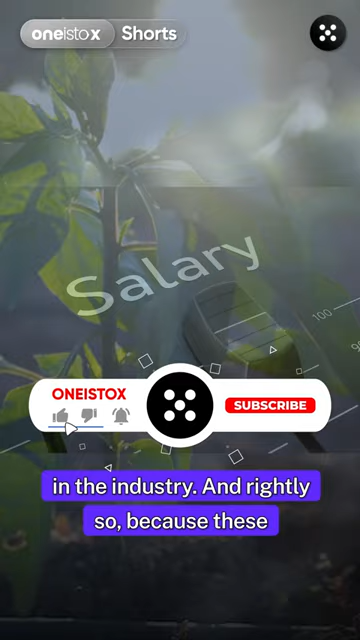 oneistox Shorts
Salary
100
ONEISTOX
SUBSCRIBE
in the industry. And rightly
so, because these